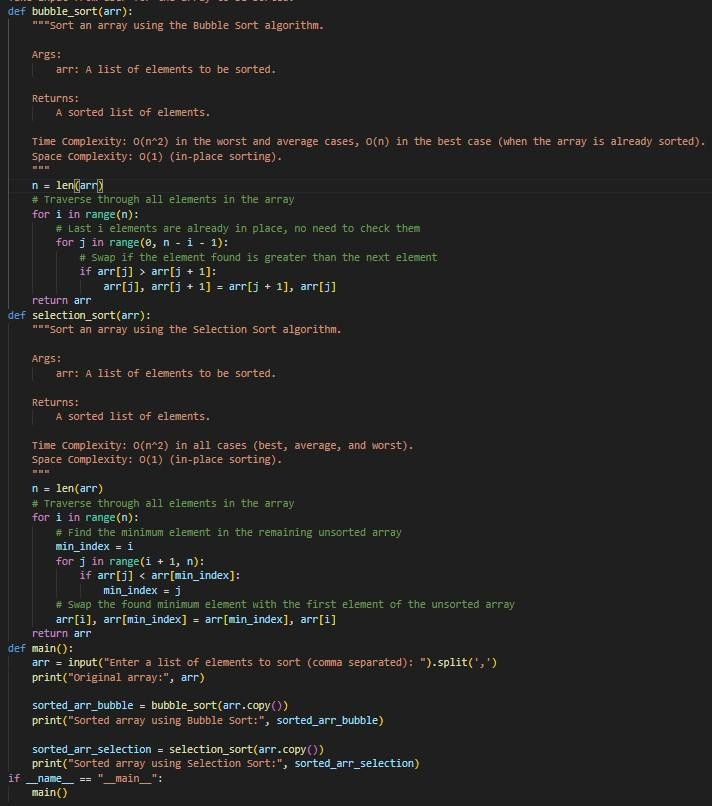 def bubble_sort(arr):
    """Sort an array using the Bubble Sort algorithm.

    Args:
        arr: A list of elements to be sorted.

    Returns:
        A sorted list of elements.

    Time Complexity: O(n^2) in the worst and average cases, O(n) in the best case (when the array is already sorted).
    Space Complexity: O(1) (in-place sorting).
    """
    n = len(arr)
    # Traverse through all elements in the array
    for i in range(n):
        # Last i elements are already in place, no need to check them
        for j in range(0, n - i - 1):
            # Swap if the element found is greater than the next element
            if arr[j] > arr[j + 1]:
                arr[j], arr[j + 1] = arr[j + 1], arr[j]
    return arr
def selection_sort(arr):
    """Sort an array using the Selection Sort algorithm.

    Args:
        arr: A list of elements to be sorted.

    Returns:
        A sorted list of elements.

    Time Complexity: O(n^2) in all cases (best, average, and worst).
    Space Complexity: O(1) (in-place sorting).
    """
    n = len(arr)
    # Traverse through all elements in the array
    for i in range(n):
        # Find the minimum element in the remaining unsorted array
        min_index = i
        for j in range(i + 1, n):
            if arr[j] < arr[min_index]:
                min_index = j
        # Swap the found minimum element with the first element of the unsorted array
        arr[i], arr[min_index] = arr[min_index], arr[i]
    return arr
def main():
    arr = input("Enter a list of elements to sort (comma separated): ").split(',')
    print("Original array:", arr)

    sorted_arr_bubble = bubble_sort(arr.copy())
    print("Sorted array using Bubble Sort:", sorted_arr_bubble)

    sorted_arr_selection = selection_sort(arr.copy())
    print("Sorted array using Selection Sort:", sorted_arr_selection)
if __name__ == "__main__":
    main()